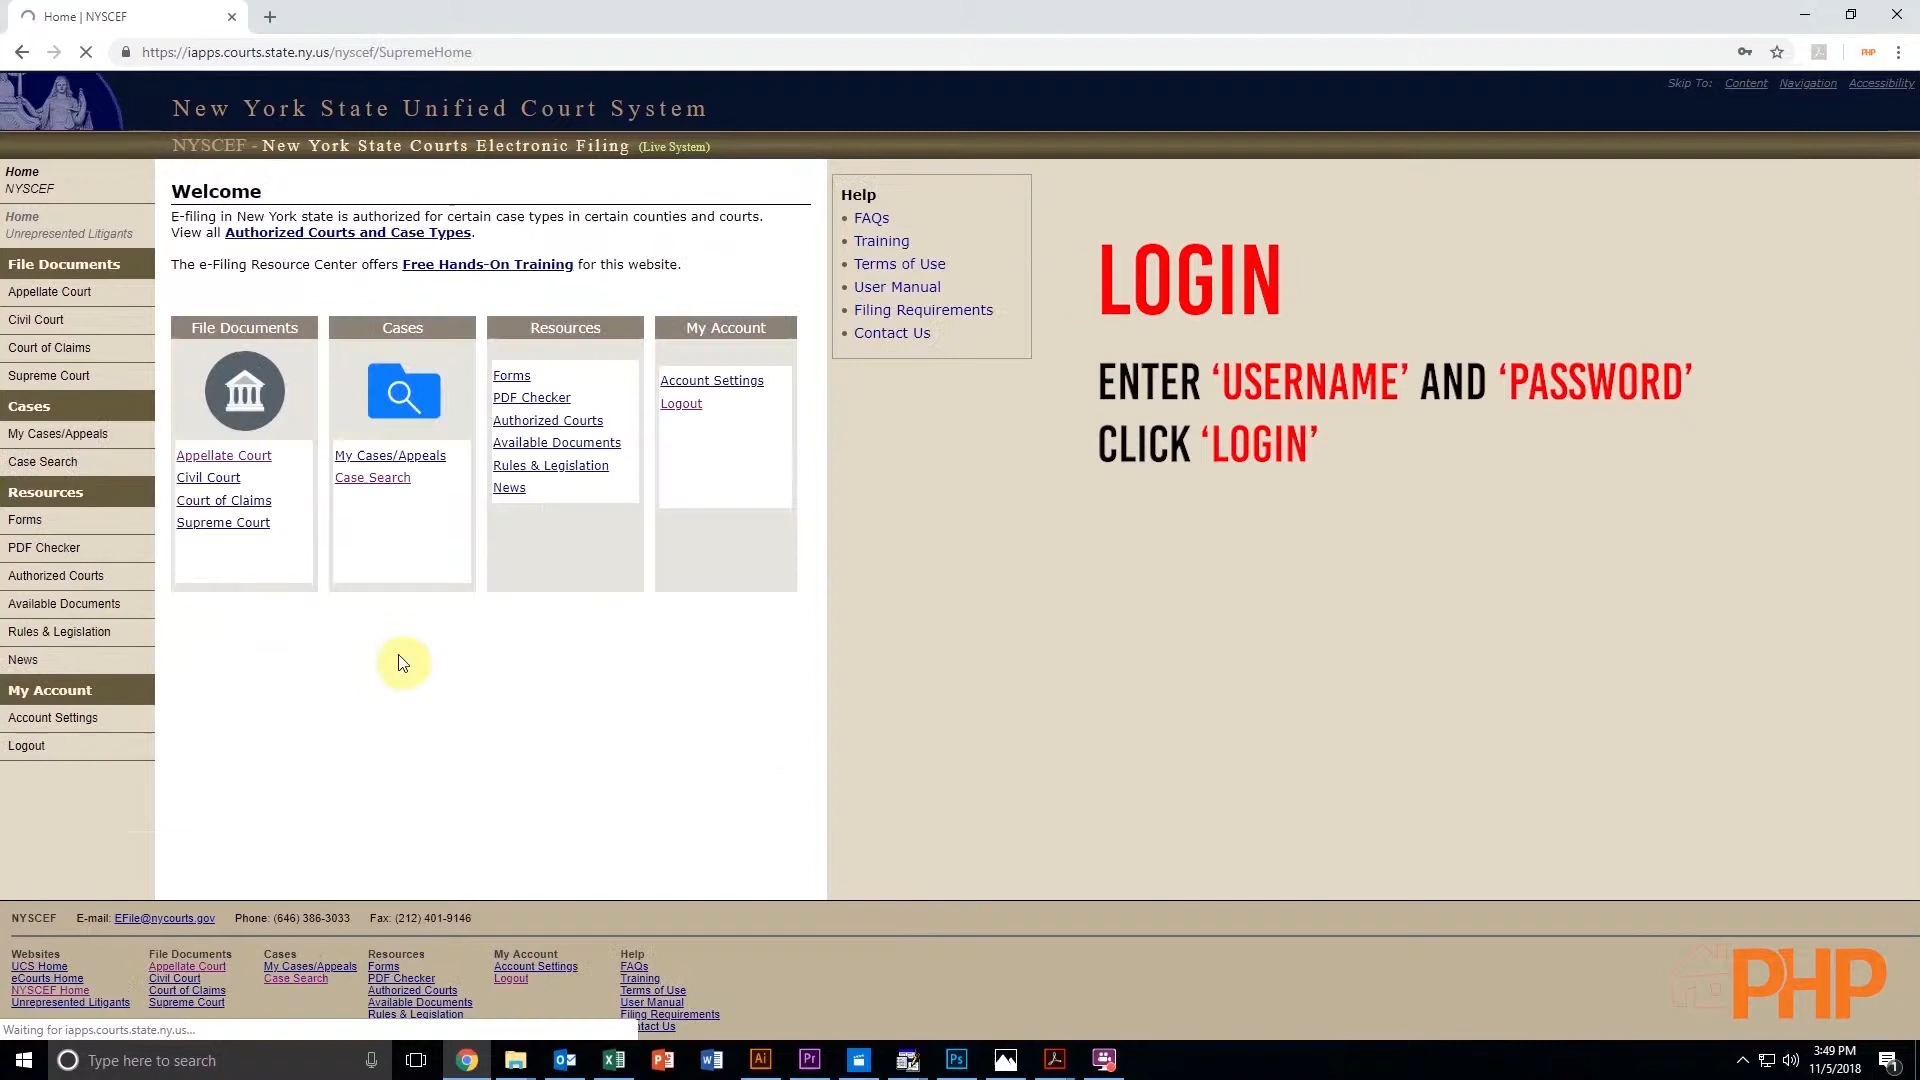 Home | NYSCEF
https://iapps.courts.state.ny.us/nyscef/SupremeHome
PHP
Skip To: Content Navigation Accessibility
New York State Unified Court System
NYSCEF - New York State Courts Electronic Filing (Live System)
Home
NYSCEF
Home
Unrepresented Litigants
File Documents
Appellate Court
Civil Court
Court of Claims
Supreme Court
Cases
My Cases/Appeals
Case Search
Resources
Forms
PDF Checker
Authorized Courts
Available Documents
Rules & Legislation
News
My Account
Account Settings
Logout
Welcome
E-filing in New York state is authorized for certain case types in certain counties and courts.
View all Authorized Courts and Case Types.
The e-Filing Resource Center offers Free Hands-On Training for this website.
File Documents
Appellate Court
Civil Court
Court of Claims
Supreme Court
Cases
My Cases/Appeals
Case Search
Resources
Forms
PDF Checker
Authorized Courts
Available Documents
Rules & Legislation
News
My Account
Account Settings
Logout
Help
FAQs
Training
Terms of Use
User Manual
Filing Requirements
Contact Us
LOGIN
ENTER ‘USERNAME’ AND ‘PASSWORD’
CLICK ‘LOGIN’
NYSCEF E-mail: EFile@nycourts.gov Phone: (646) 386-3033 Fax: (212) 401-9146
Websites
UCS Home
eCourts Home
NYSCEF Home
Unrepresented Litigants
File Documents
Appellate Court
Civil Court
Court of Claims
Supreme Court
Cases
My Cases/Appeals
Case Search
Resources
Forms
PDF Checker
Authorized Courts
Available Documents
Rules & Legislation
My Account
Account Settings
Logout
Help
FAQs
Training
Terms of Use
User Manual
Filing Requirements
tact Us
PHP
Waiting for iapps.courts.state.ny.us...
Type here to search
Ai
Pr
Ps
3:49 PM
11/5/2018
1